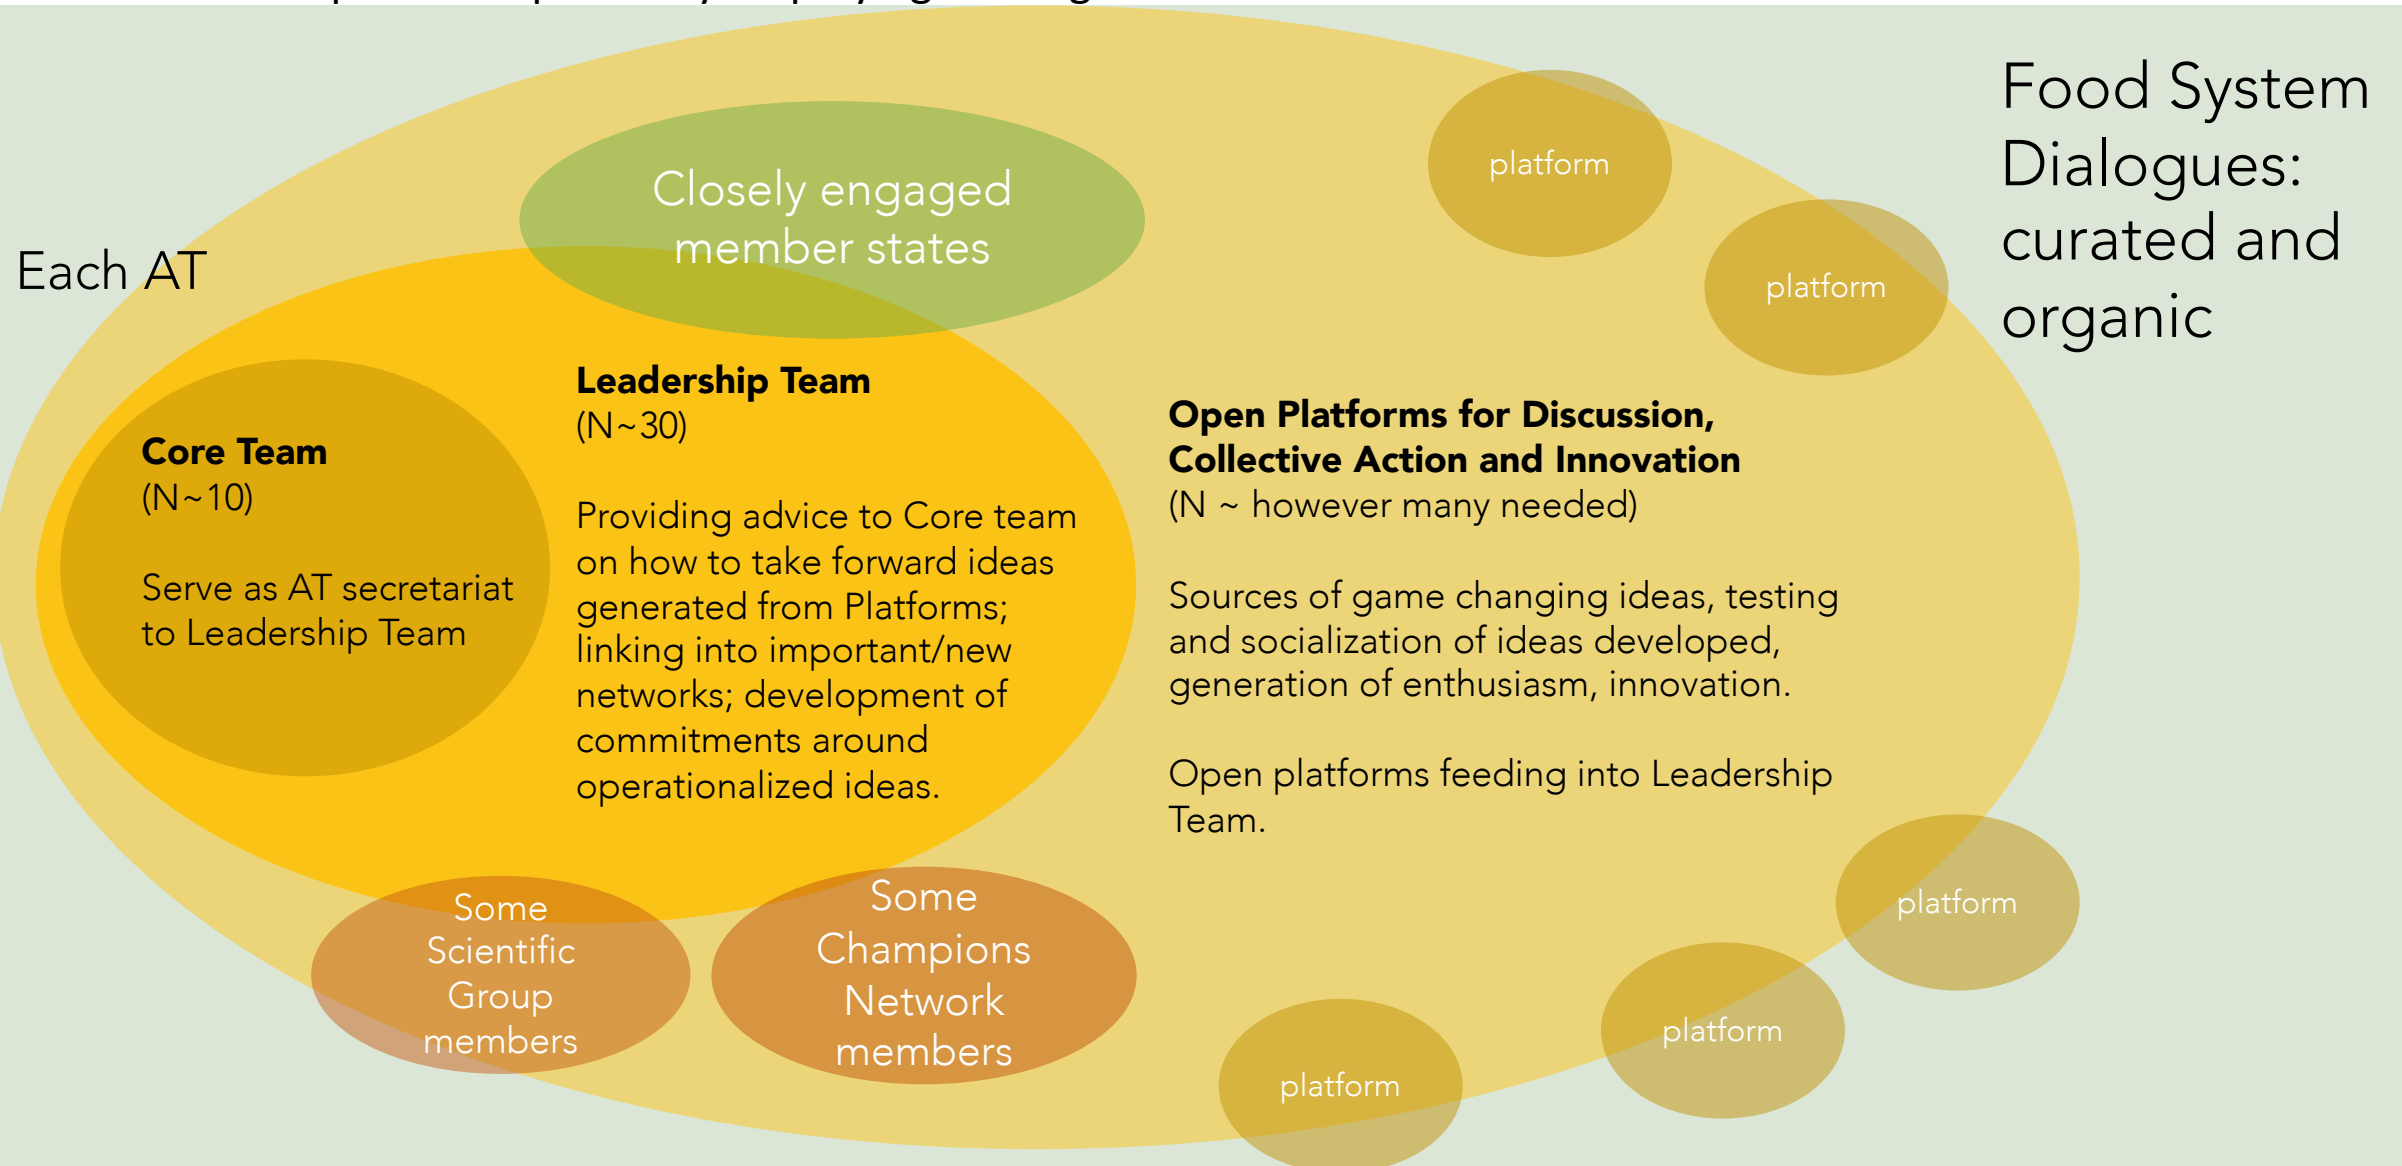 Each AT
Closely engaged
member states
Core Team
(N~10)
Serve as AT secretariat
to Leadership Team
Leadership Team
(N~30)
Providing advice to Core team
on how to take forward ideas
generated from Platforms;
linking into important/new
networks; development of
commitments around
operationalized ideas.
Some
Scientific
Group
members
Some
Champions
Network
members
Open Platforms for Discussion,
Collective Action and Innovation
(N ~ however many needed)
Sources of game changing ideas, testing
and socialization of ideas developed,
generation of enthusiasm, innovation.
Open platforms feeding into Leadership
Team.
platform
platform
platform
platform
platform
Food System
Dialogues:
curated and
organic